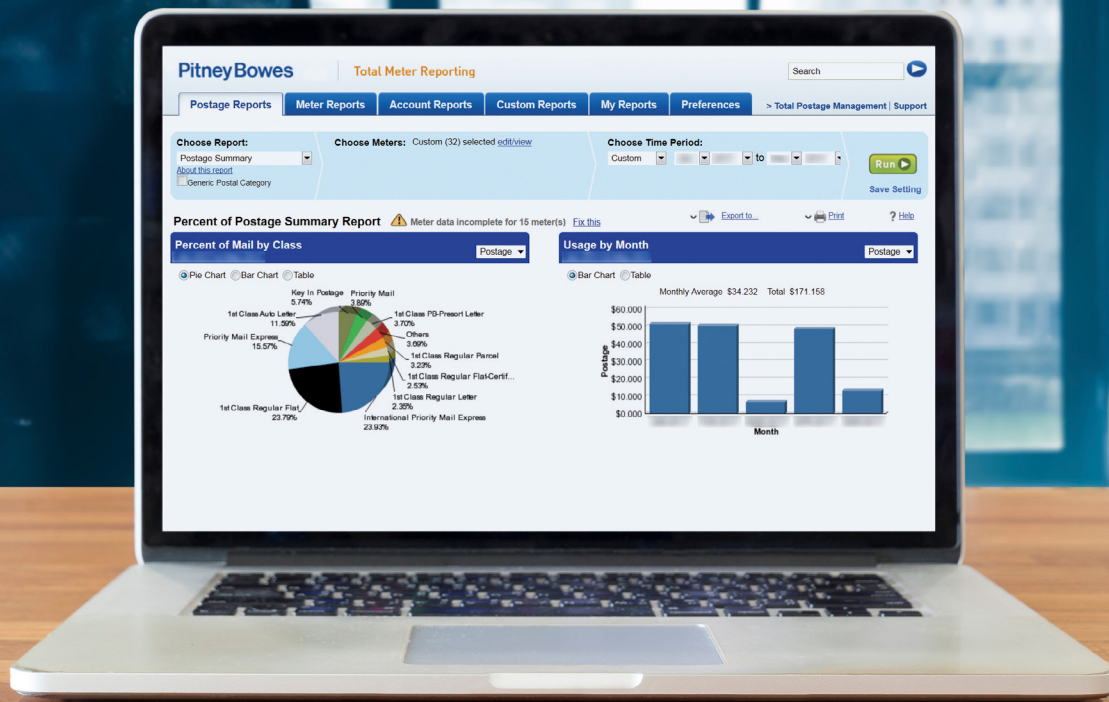 PitneyBowes
Total Meter Reporting
Search
Postage Reports
Meter Reports
Account Reports
Custom Reports
My Reports
Preferences
> Total Postage Management | Support
Choose Report:
Postage Summary
About this report
Generic Postal Category
Choose Meters: Custom (32) selected edit/view
Choose Time Period:
Custom
to
Run
Save Setting
Percent of Postage Summary Report
Meter data incomplete for 15 meter(s) Fix this
Export to...
Print
? Help
Percent of Mail by Class
Postage
Pie Chart Bar Chart Table
Key In Postage
5.74%
Priority Mail
3.89%
1st Class Auto Letter
11.59%
1st Class PB-Presort Letter
3.70%
Others
3.69%
Priority Mail Express
15.57%
1st Class Regular Parcel
3.23%
1st Class Regular Flat-Certif...
2.53%
1st Class Regular Letter
2.35%
1st Class Regular Flat
23.79%
International Priority Mail Express
23.93%
Usage by Month
Postage
Bar Chart Table
Monthly Average $34.232 Total $171.158
$60.000
$50.000
$40.000
$30.000
$20.000
$10.000
$0.000
Postage
Month